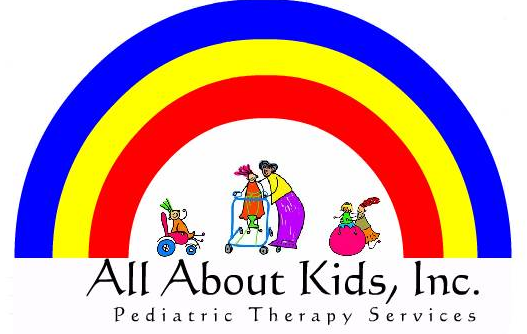 All About Kids, Inc.
Pediatric Therapy Services